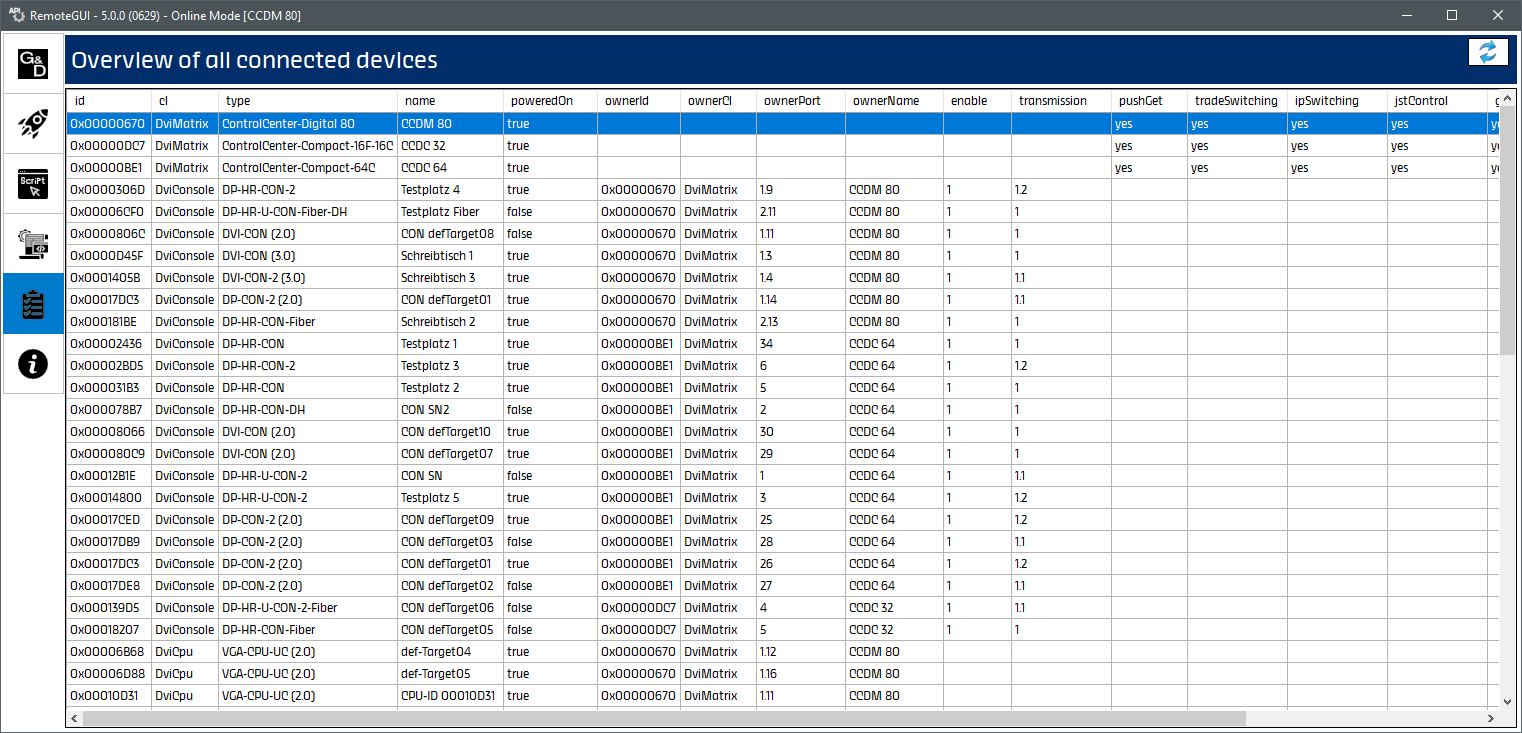 API
RemoteGUI - 5.0.0 (0629) - Online Mode [CCDM 80]
G&D
Overview of all connected devices
ScriPt
id cl type name poweredOn ownerId ownerCl ownerPort ownerName enable transmission pushGet tradeSwitching ipSwitching jstControl g
0x00000670 DviMatrix ControlCenter-Digital 80 CCDM 80 true yes yes yes yes ye
0x00000DC7 DviMatrix ControlCenter-Compact-16F-16C CCDC 32 true yes yes yes yes ye
0x00000BE1 DviMatrix ControlCenter-Compact-64C CCDC 64 true yes yes yes yes ye
0x0000306D DviConsole DP-HR-CON-2 Testplatz 4 true 0x00000670 DviMatrix 1.9 CCDM 80 1 1.2
0x00006CF0 DviConsole DP-HR-U-CON-Fiber-DH Testplatz Fiber false 0x00000670 DviMatrix 2.11 CCDM 80 1 1
0x0000806C DviConsole DVI-CON (2.0) CON defTarget08 false 0x00000670 DviMatrix 1.11 CCDM 80 1 1
0x0000D45F DviConsole DVI-CON (3.0) Schreibtisch 1 true 0x00000670 DviMatrix 1.3 CCDM 80 1 1
0x0001405B DviConsole DVI-CON-2 (3.0) Schreibtisch 3 true 0x00000670 DviMatrix 1.4 CCDM 80 1 1.1
0x00017DC3 DviConsole DP-CON-2 (2.0) CON defTarget01 true 0x00000670 DviMatrix 1.14 CCDM 80 1 1.1
0x000181BE DviConsole DP-HR-CON-Fiber Schreibtisch 2 true 0x00000670 DviMatrix 2.13 CCDM 80 1 1
0x00002436 DviConsole DP-HR-CON Testplatz 1 true 0x00000BE1 DviMatrix 34 CCDC 64 1 1
0x00002BD5 DviConsole DP-HR-CON-2 Testplatz 3 true 0x00000BE1 DviMatrix 6 CCDC 64 1 1.2
0x000031B3 DviConsole DP-HR-CON Testplatz 2 true 0x00000BE1 DviMatrix 5 CCDC 64 1 1
0x000078B7 DviConsole DP-HR-CON-DH CON SN2 false 0x00000BE1 DviMatrix 2 CCDC 64 1 1
0x00008066 DviConsole DVI-CON (2.0) CON defTarget10 true 0x00000BE1 DviMatrix 30 CCDC 64 1 1
0x000080C9 DviConsole DVI-CON (2.0) CON defTarget07 true 0x00000BE1 DviMatrix 29 CCDC 64 1 1
0x00012B1E DviConsole DP-HR-U-CON-2 CON SN false 0x00000BE1 DviMatrix 1 CCDC 64 1 1.1
0x00014800 DviConsole DP-HR-U-CON-2 Testplatz 5 true 0x00000BE1 DviMatrix 3 CCDC 64 1 1.2
0x00017CED DviConsole DP-CON-2 (2.0) CON defTarget09 true 0x00000BE1 DviMatrix 25 CCDC 64 1 1.2
0x00017DB9 DviConsole DP-CON-2 (2.0) CON defTarget03 false 0x00000BE1 DviMatrix 28 CCDC 64 1 1.1
0x00017DC3 DviConsole DP-CON-2 (2.0) CON defTarget01 true 0x00000BE1 DviMatrix 26 CCDC 64 1 1.2
0x00017DE8 DviConsole DP-CON-2 (2.0) CON defTarget02 false 0x00000BE1 DviMatrix 27 CCDC 64 1 1.1
0x000139D5 DviConsole DP-HR-U-CON-2-Fiber CON defTarget06 false 0x00000DC7 DviMatrix 4 CCDC 32 1 1.1
0x00018207 DviConsole DP-HR-CON-Fiber CON defTarget05 false 0x00000DC7 DviMatrix 5 CCDC 32 1 1
0x00006B68 DviCpu VGA-CPU-UC (2.0) def-Target04 true 0x00000670 DviMatrix 1.12 CCDM 80
0x00006D88 DviCpu VGA-CPU-UC (2.0) def-Target05 true 0x00000670 DviMatrix 1.16 CCDM 80
0x00010D31 DviCpu VGA-CPU-UC (2.0) CPU-ID 00010D31 true 0x00000670 DviMatrix 1.11 CCDM 80